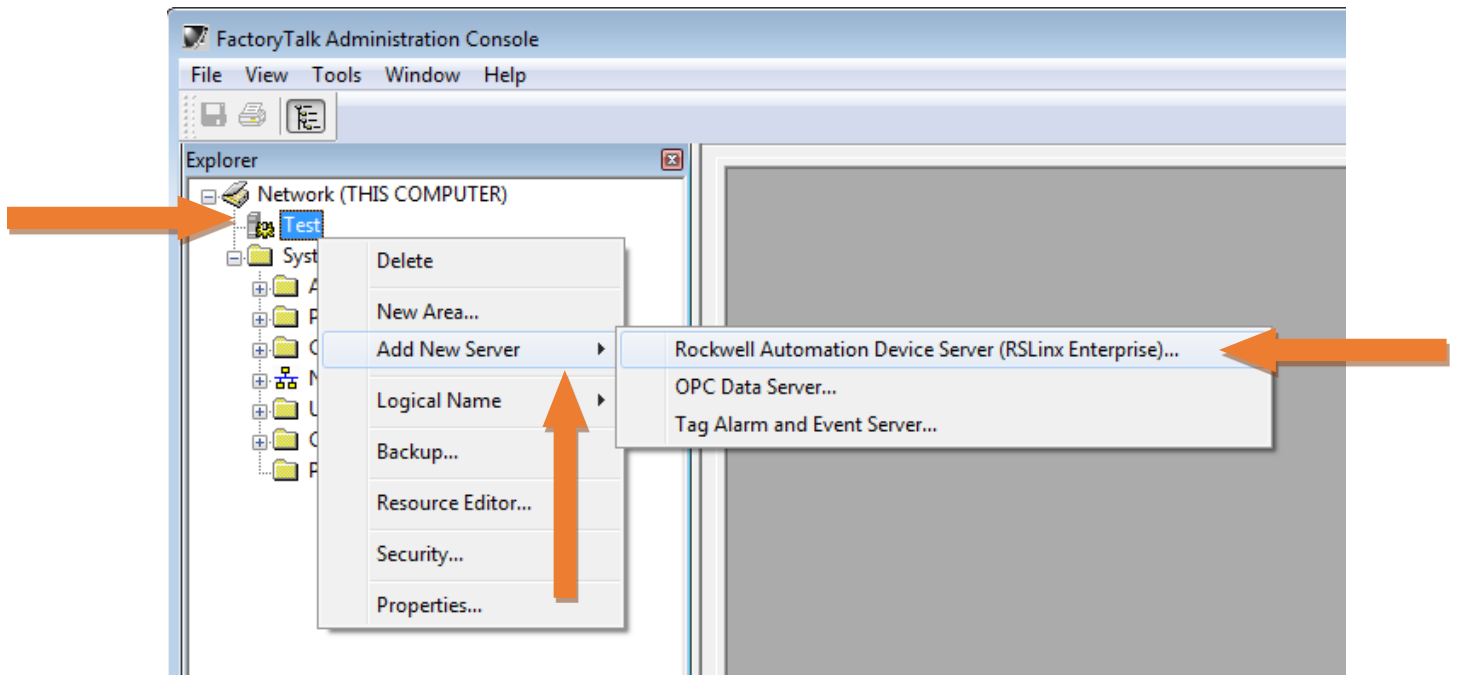 FactoryTalk Administration Console
File View Tools Window Help
Explorer
Network (THIS COMPUTER)
Test
Syst
Delete
New Area...
Add New Server
Rockwell Automation Device Server (RSLinx Enterprise)...
OPC Data Server...
Tag Alarm and Event Server...
Logical Name
Backup...
Resource Editor...
Security...
Properties...